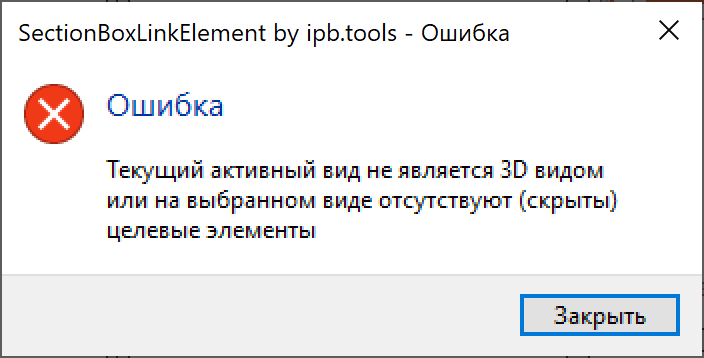 SectionBoxLinkElement by ipb.tools - Ошибка
Ошибка
Текущий активный вид не является 3D видом
или на выбранном виде отсутствуют (скрыты)
целевые элементы
Закрыть